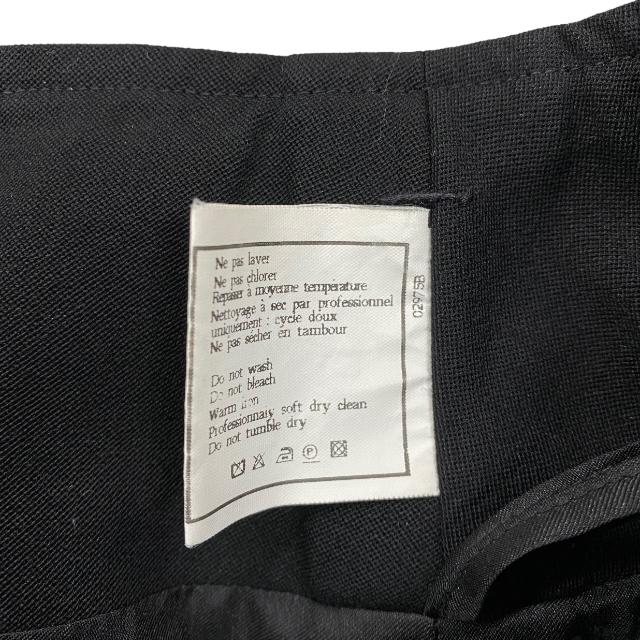 Ne pas laver
Ne pas chlorer
Repasser à moyenne température
Nettoyage à sec par professionnel
uniquement : cycle doux
Ne pas sécher en tambour
Do not wash
Do not bleach
Warm iron
Professionnaly soft dry clean
Do not tumble dry
P
02975B